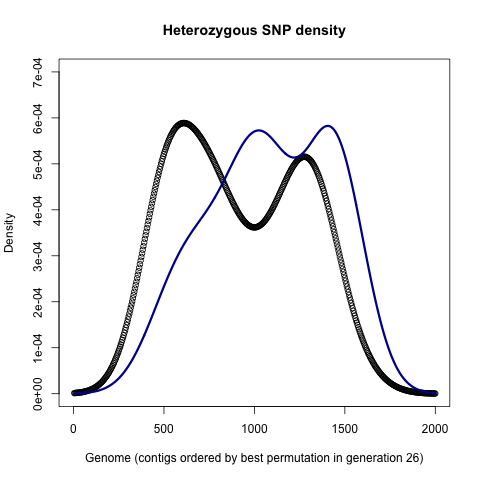 Heterozygous SNP density
7e-04
6e-04
5e-04
4e-04
3e-04
2e-04
1e-04
0e+00
Density
0 500 1000 1500 2000
Genome (contigs ordered by best permutation in generation 26)